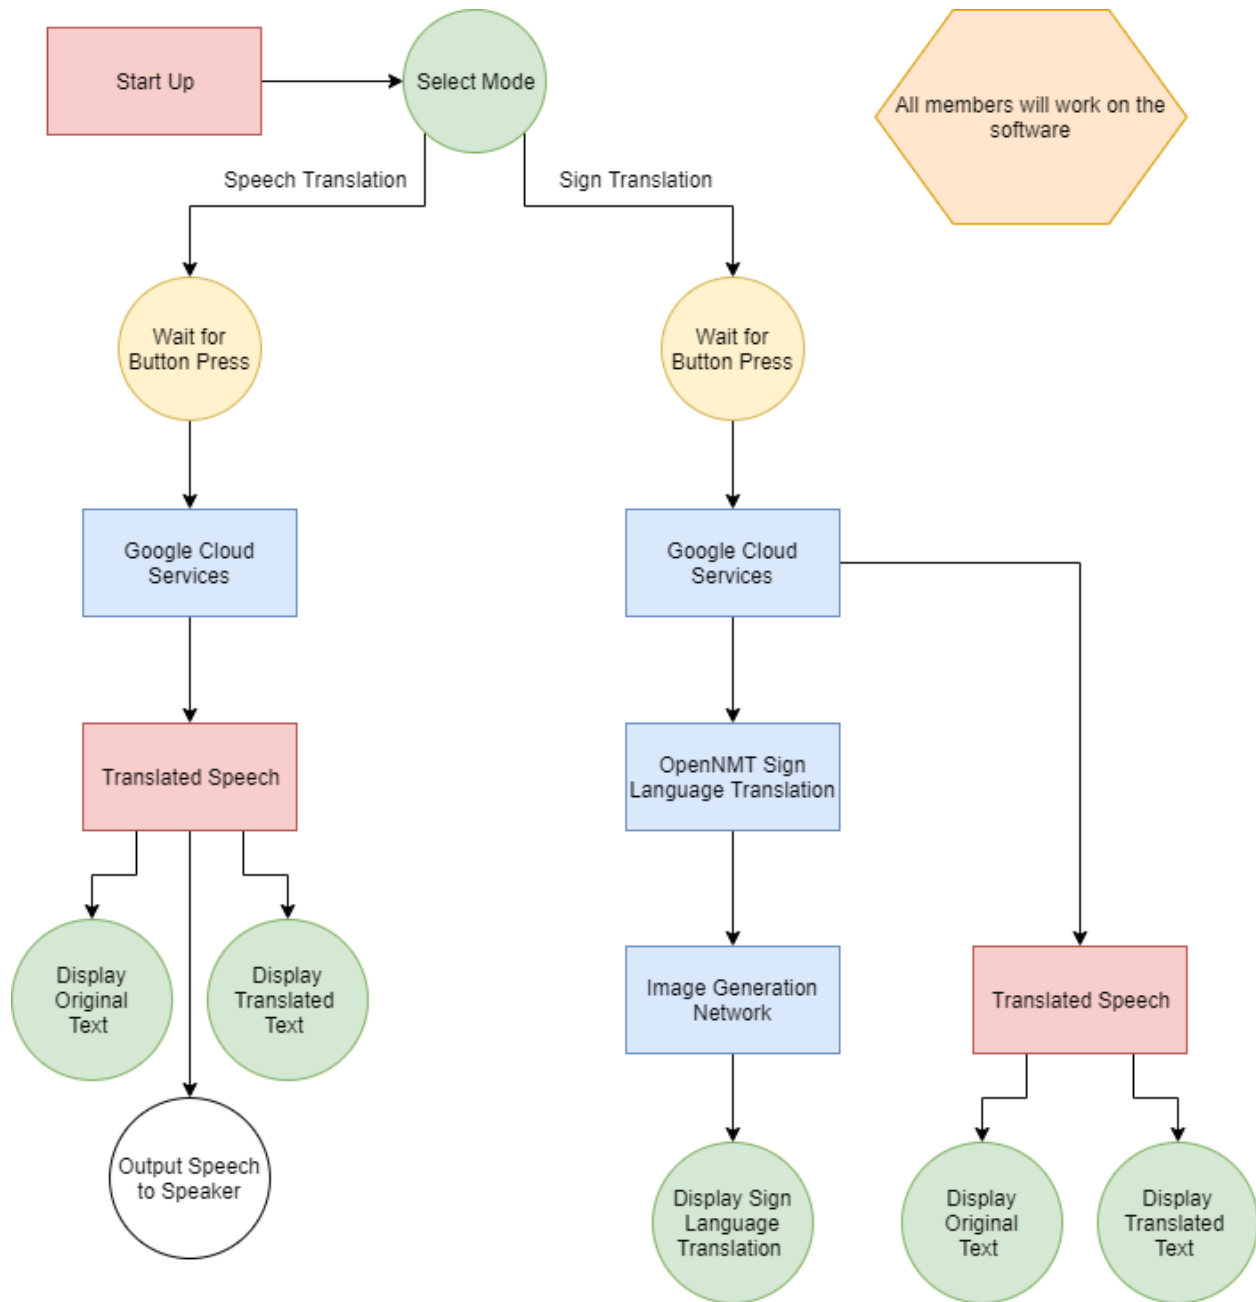 Start Up
Select Mode
All members will work on the
software
Speech Translation
Sign Translation
Wait for
Button Press
Wait for
Button Press
Google Cloud
Services
Google Cloud
Services
Translated Speech
OpenNMT Sign
Language Translation
Display
Original
Text
Display
Translated
Text
Image Generation
Network
Translated Speech
Output Speech
to Speaker
Display Sign
Language
Translation
Display
Original
Text
Display
Translated
Text